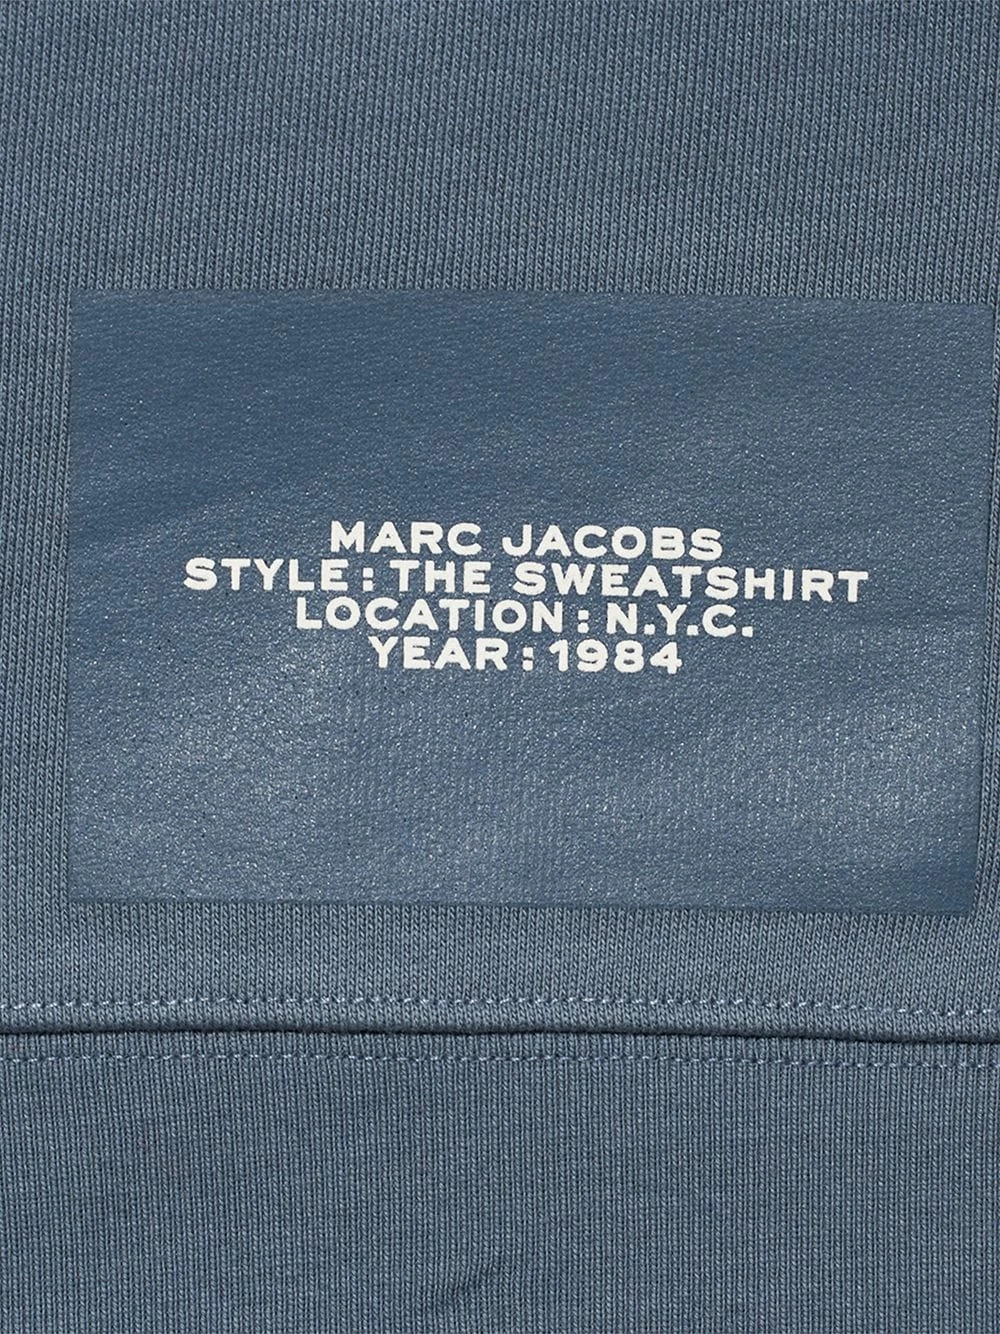 MARC JACOBS
STYLE: THE SWEATSHIRT
LOCATION: N.Y.C.
YEAR: 1984